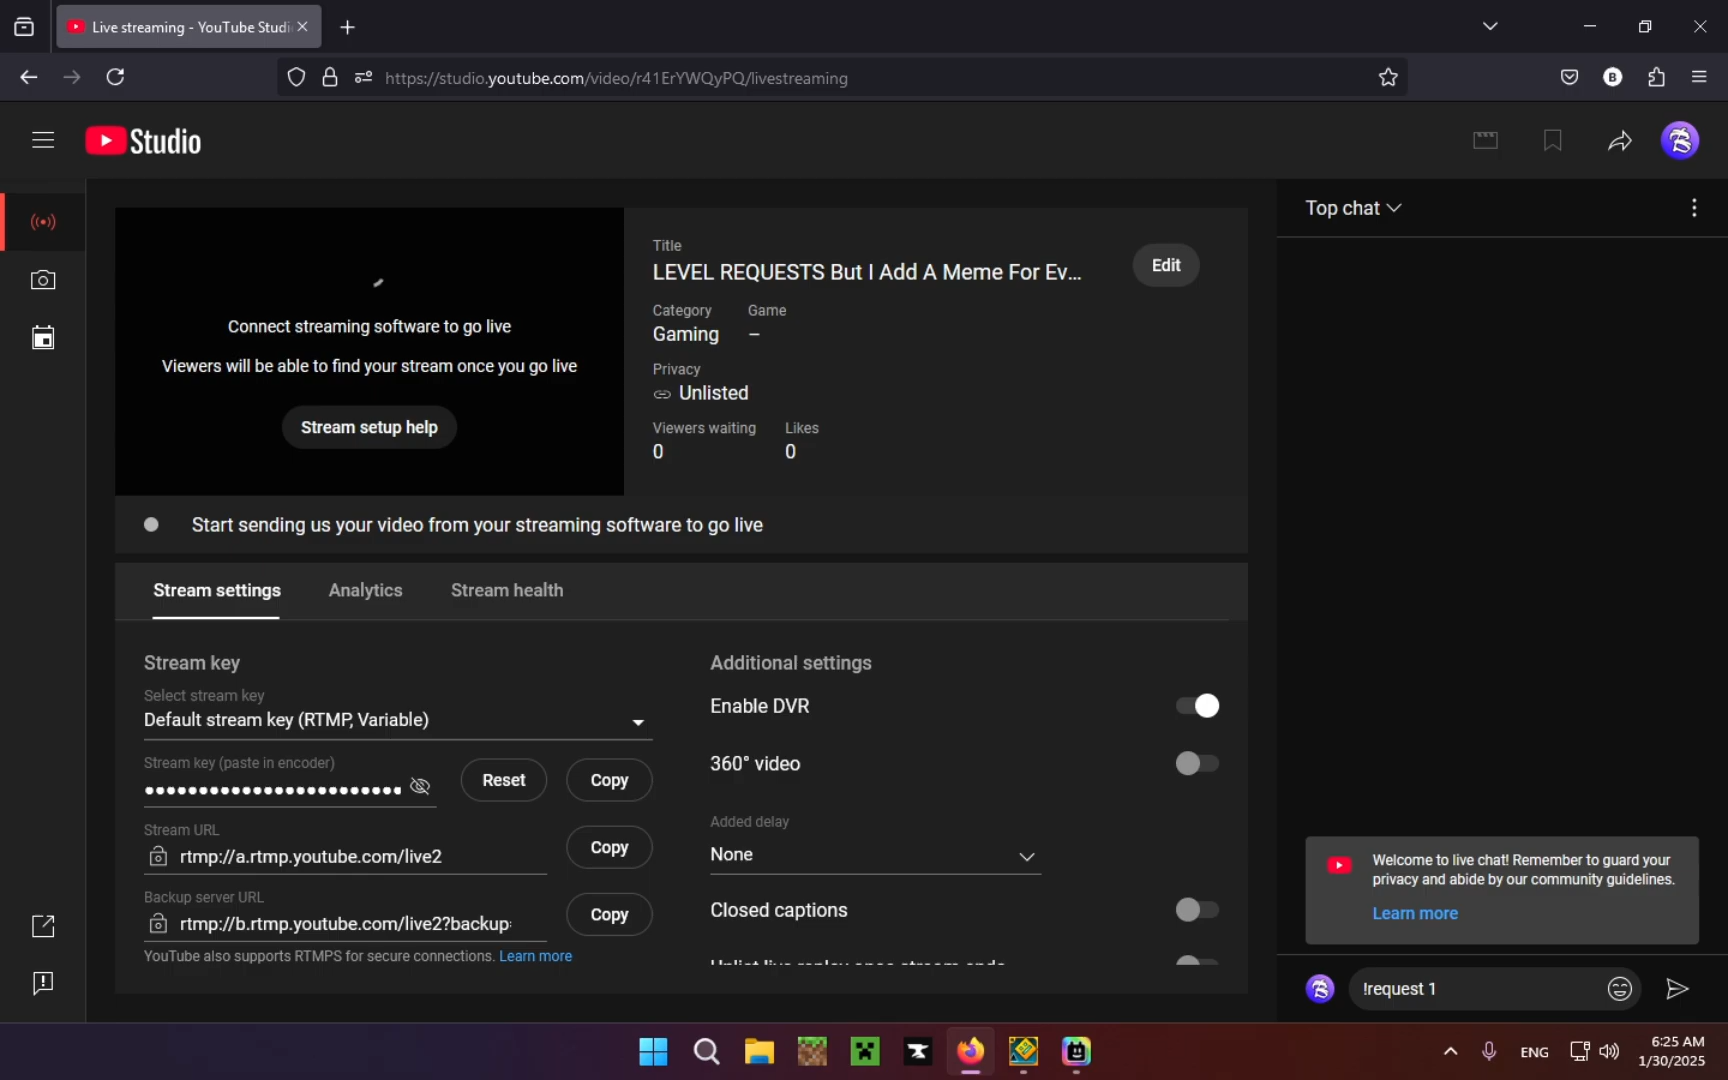 Live streaming - YouTube Studi
https://studio.youtube.com/video/r41ErYWQyPQ/livestreaming
B
Studio
Connect streaming software to go live
Viewers will be able to find your stream once you go live
Stream setup help
Title
LEVEL REQUESTS But I Add A Meme For Ev...
Edit
Category
Game
Gaming
–
Privacy
Unlisted
Viewers waiting
Likes
0
0
Start sending us your video from your streaming software to go live
Stream settings
Analytics
Stream health
Stream key
Select stream key
Default stream key (RTMP, Variable)
Stream key (paste in encoder)
Reset
Copy
Stream URL
rtmp://a.rtmp.youtube.com/live2
Copy
Backup server URL
rtmp://b.rtmp.youtube.com/live2?backup:
Copy
YouTube also supports RTMPS for secure connections. Learn more
Additional settings
Enable DVR
360° video
Added delay
None
Closed captions
Unlist live replay once stream ends
Top chat
Welcome to live chat! Remember to guard your
privacy and abide by our community guidelines.
Learn more
!request 1
ENG
6:25 AM
1/30/2025